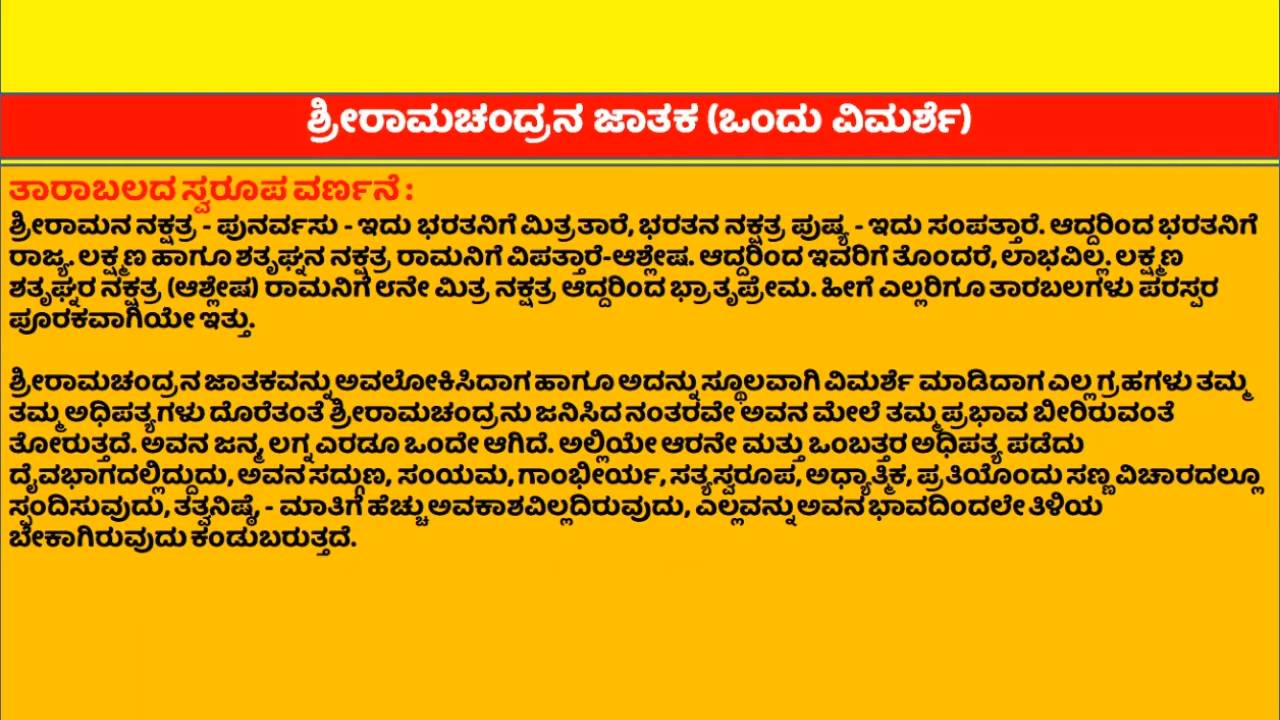 ಶ್ರೀರಾಮಚಂದ್ರನ ಜಾತಕ (ಒಂದು ವಿಮರ್ಶೆ)
ತಾರಾಬಲದ ಸ್ವರೂಪ ವರ್ಣನೆ :
ಶ್ರೀರಾಮನ ನಕ್ಷತ್ರ - ಪುನರ್ವಸು - ಇದು ಭರತನಿಗೆ ಮಿತ್ರ ತಾರೆ, ಭರತನ ನಕ್ಷತ್ರ ಪುಷ್ಯ - ಇದು ಸಂಪತ್ತಾರೆ. ಆದ್ದರಿಂದ ಭರತನಿಗೆ
ರಾಜ್ಯ. ಲಕ್ಷ್ಮಣ ಹಾಗೂ ಶತೃಘ್ನನ ನಕ್ಷತ್ರ ರಾಮನಿಗೆ ವಿಪತ್ತಾರೆ-ಆಶ್ಲೇಷ. ಆದ್ದರಿಂದ ಇವರಿಗೆ ತೊಂದರೆ, ಲಾಭವಿಲ್ಲ. ಲಕ್ಷ್ಮಣ
ಶತೃಘ್ನರ ನಕ್ಷತ್ರ (ಆಶ್ಲೇಷ) ರಾಮನಿಗೆ ೮ನೇ ಮಿತ್ರ ನಕ್ಷತ್ರ ಆದ್ದರಿಂದ ಭ್ರಾತೃಪ್ರೇಮ. ಹೀಗೆ ಎಲ್ಲರಿಗೂ ತಾರಬಲಗಳು ಪರಸ್ಪರ
ಪೂರಕವಾಗಿಯೇ ಇತ್ತು.
ಶ್ರೀರಾಮಚಂದ್ರನ ಜಾತಕವನ್ನು ಅವಲೋಕಿಸಿದಾಗ ಹಾಗೂ ಅದನ್ನು ಸ್ಥೂಲವಾಗಿ ವಿಮರ್ಶೆ ಮಾಡಿದಾಗ ಎಲ್ಲ ಗ್ರಹಗಳು ತಮ್ಮ
ತಮ್ಮ ಅಧಿಪತ್ಯಗಳು ದೊರೆತಂತೆ ಶ್ರೀರಾಮಚಂದ್ರನು ಜನಿಸಿದ ನಂತರವೇ ಅವನ ಮೇಲೆ ತಮ್ಮ ಪ್ರಭಾವ ಬೀರಿರುವಂತೆ
ತೋರುತ್ತದೆ. ಅವನ ಜನ್ಮ ಲಗ್ನ ಎರಡೂ ಒಂದೇ ಆಗಿದೆ. ಅಲ್ಲಿಯೇ ಆರನೇ ಮತ್ತು ಒಂಬತ್ತರ ಅಧಿಪತ್ಯ ಪಡೆದು
ದೈವಭಾಗದಲ್ಲಿದ್ದುದು, ಅವನ ಸದ್ಗುಣ, ಸಂಯಮ, ಗಾಂಭೀರ್ಯ, ಸತ್ಯಸ್ವರೂಪ, ಅಧ್ಯಾತ್ಮಿಕ, ಪ್ರತಿಯೊಂದು ಸಣ್ಣ ವಿಚಾರದಲ್ಲೂ
ಸ್ಪಂದಿಸುವುದು, ತತ್ವನಿಷ್ಠೆ - ಮಾತಿಗೆ ಹೆಚ್ಚು ಅವಕಾಶವಿಲ್ಲದಿರುವುದು, ಎಲ್ಲವನ್ನು ಅವನ ಭಾವದಿಂದಲೇ ತಿಳಿಯ
ಬೇಕಾಗಿರುವುದು ಕಂಡುಬರುತ್ತದೆ.